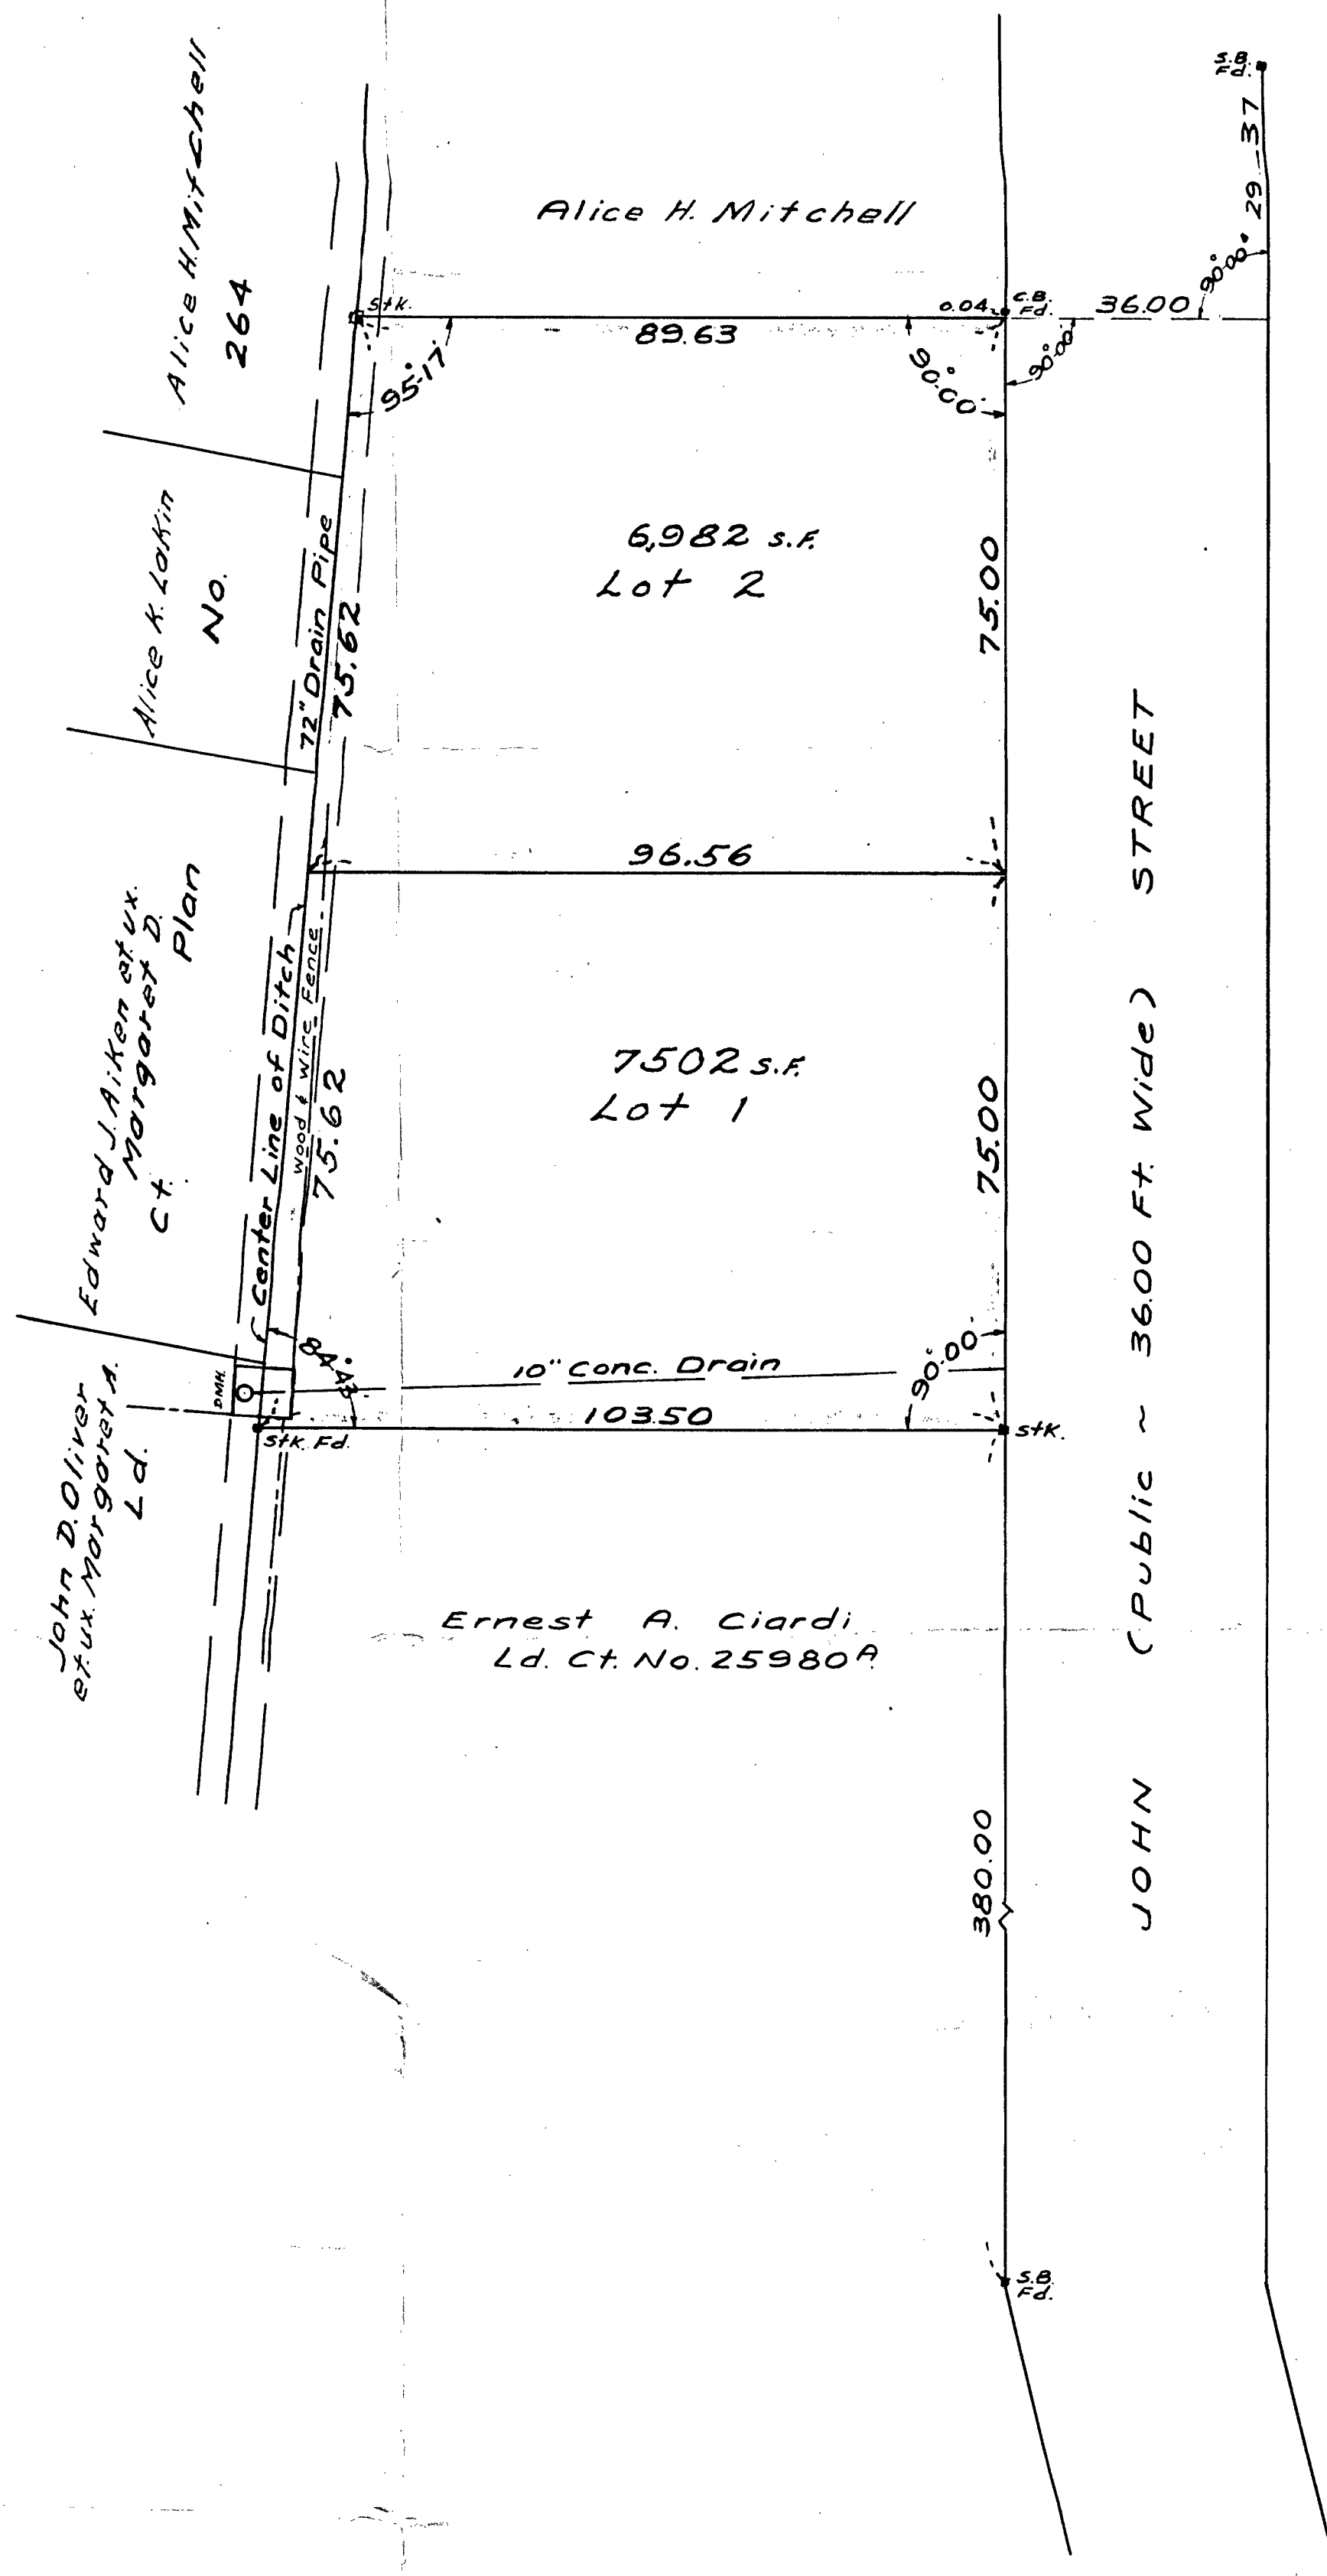 S.B.
Fd.
29.37
90°00'
Alice H. Mitchell
264
Alice H. Mitchell
Stk.
0.04
C.B.
Fd.
36.00
89.63
95°17'
90°00'
90°00'
Alice K. Lakin
No.
72" Drain Pipe
75.62
6,982 S.F.
Lot 2
75.00
96.56
Edward J. Aiken et ux.
Margaret D.
Plan
Ct.
Center Line of Ditch
Wood & Wire Fence
75.62
7502 S.F.
Lot 1
75.00
JOHN (Public ~ 36.00 Ft. Wide) STREET
84°43'
90°00'
10" Conc. Drain
D.M.H.
103.50
Stk. Fd.
Stk.
John D. Oliver
et. ux. Margaret A.
Ld.
Ernest A. Ciardi
Ld. Ct. No. 25980A
380.00
S.B.
Fd.